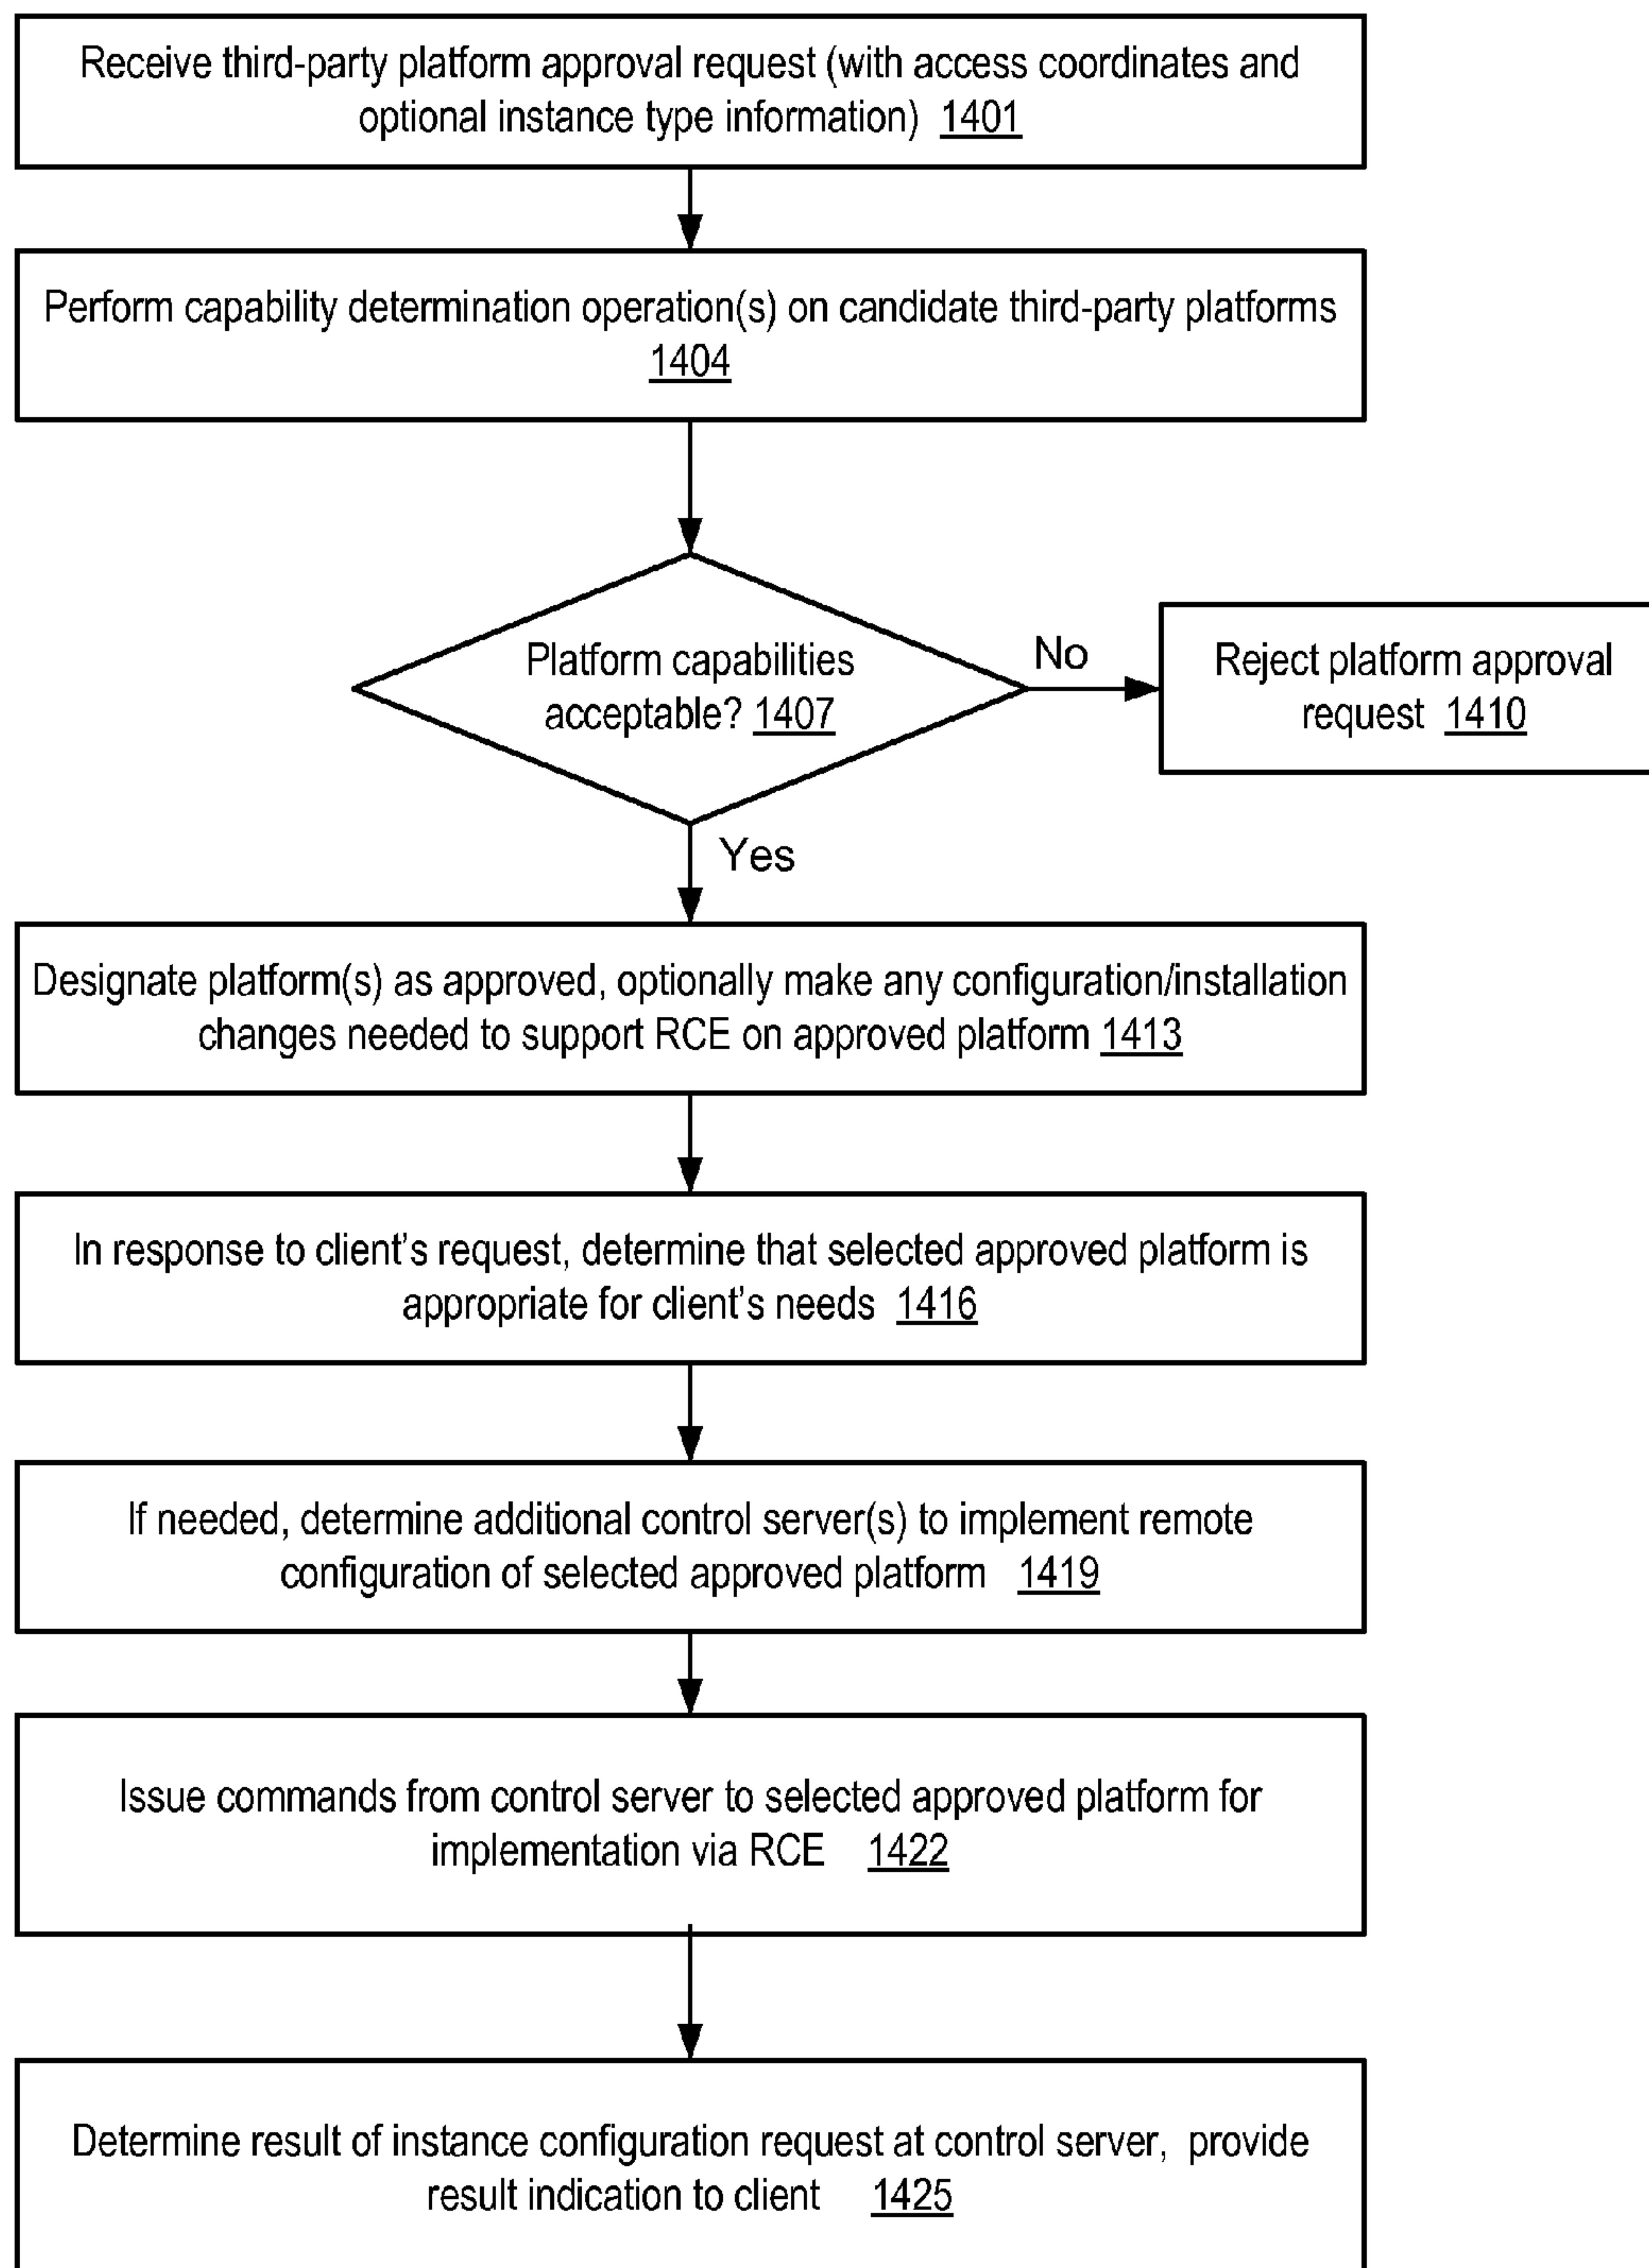 Receive third-party platform approval request (with access coordinates and
optional instance type information) 1401
Perform capability determination operation(s) on candidate third-party platforms
1404
Platform capabilities
acceptable? 1407
No
Reject platform approval
request 1410
Yes
Designate platform(s) as approved, optionally make any configuration/installation
changes needed to support RCE on approved platform 1413
In response to client's request, determine that selected approved platform is
appropriate for client's needs 1416
If needed, determine additional control server(s) to implement remote
configuration of selected approved platform 1419
Issue commands from control server to selected approved platform for
implementation via RCE 1422
Determine result of instance configuration request at control server, provide
result indication to client 1425